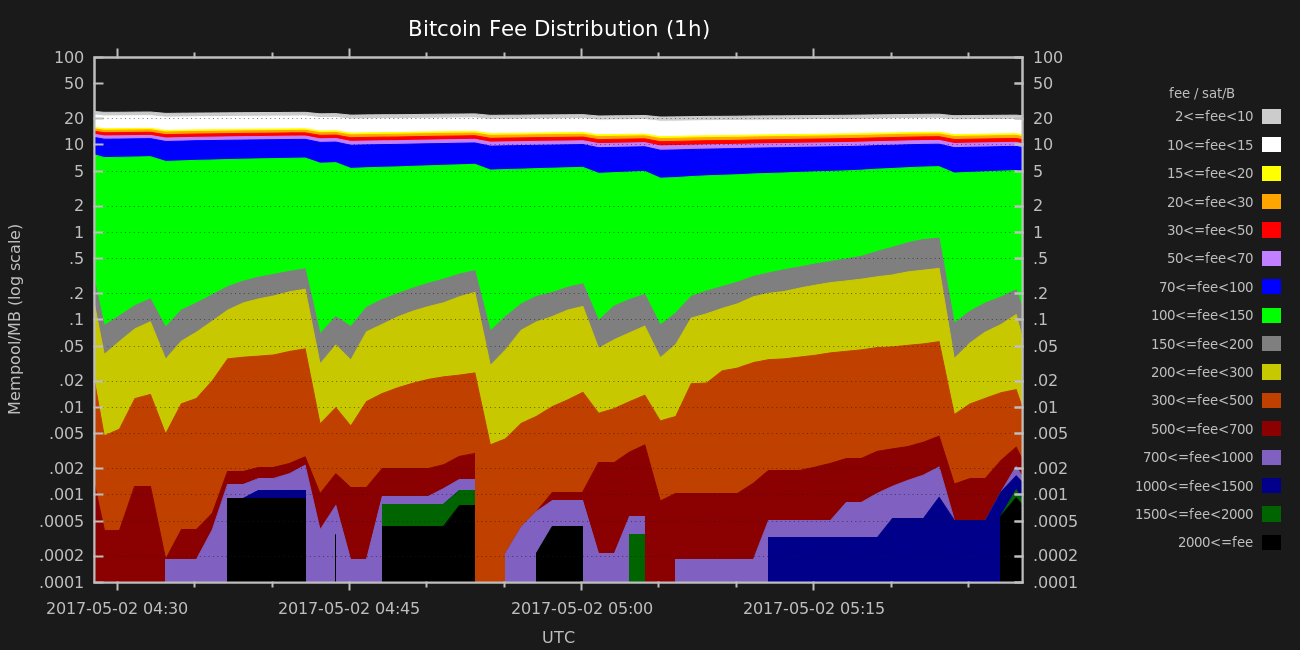 Bitcoin Fee Distribution (1h)
100
50
20
10
5
2
1
.5
.2
.1
.05
.02
.01
.005
.002
.001
.0005
.0002
.0001
Mempool/MB (log scale)
100
50
20
10
5
2
1
.5
.2
.1
.05
.02
.01
.005
.002
.001
.0005
.0002
.0001
2017-05-02 04:30
2017-05-02 04:45
2017-05-02 05:00
2017-05-02 05:15
UTC
fee / sat/B
2<=fee<10
10<=fee<15
15<=fee<20
20<=fee<30
30<=fee<50
50<=fee<70
70<=fee<100
100<=fee<150
150<=fee<200
200<=fee<300
300<=fee<500
500<=fee<700
700<=fee<1000
1000<=fee<1500
1500<=fee<2000
2000<=fee